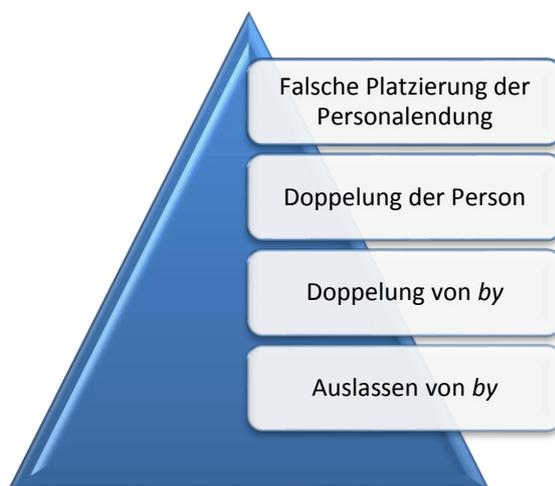 Falsche Platzierung der
Personalendung
Doppelung der Person
Doppelung von by
Auslassen von by